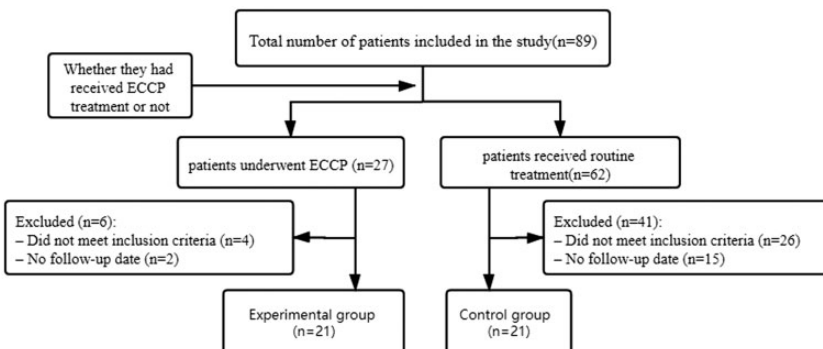 Total number of patients included in the study(n=89)
Whether they had
received ECCP
treatment or not
patients underwent ECCP (n=27)
patients received routine
treatment(n=62)
Excluded (n=6):
– Did not meet inclusion criteria (n=4)
– No follow-up date (n=2)
Excluded (n=41):
– Did not meet inclusion criteria (n=26)
– No follow-up date (n=15)
Experimental group
(n=21)
Control group
(n=21)